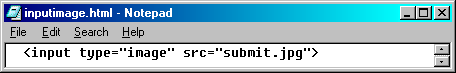 inputimage.html - Notepad
File Edit Search Help
<input type="image" src="submit.jpg">